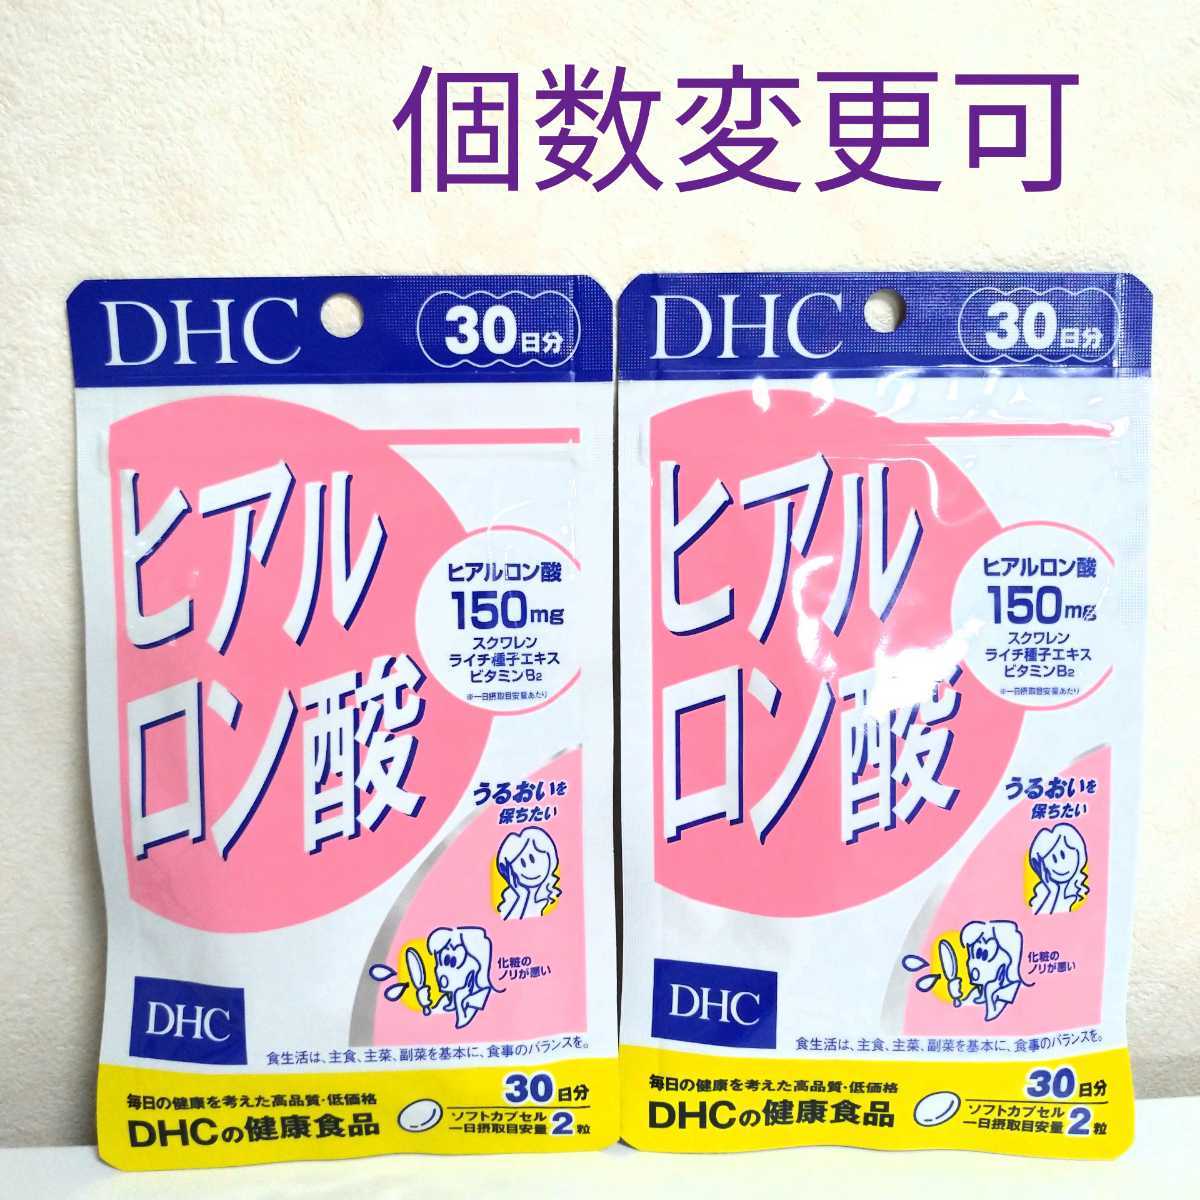 個数変更可
DHC
30日分
ヒアル
ロン酸
ヒアルロン酸
150mg
スクワレン
ライチ種子エキス
ビタミンB₂
※一日摂取目安量あたり
うるおいを
保ちたい
化粧の
ノリが悪い
DHC
食生活は、主食、主菜、副菜を基本に、食事のバランスを。
毎日の健康を考えた高品質・低価格
DHCの健康食品
30日分
ソフトカプセル
一日摂取目安量 2粒
DHC
30日分
ヒアル
ロン酸
ヒアルロン酸
150mg
スクワレン
ライチ種子エキス
ビタミンB₂
※一日摂取目安量あたり
うるおいを
保ちたい
化粧の
ノリが悪い
DHC
食生活は、主食、主菜、副菜を基本に、食事のバランスを。
毎日の健康を考えた高品質・低価格
DHCの健康食品
30日分
ソフトカプセル
一日摂取目安量 2粒